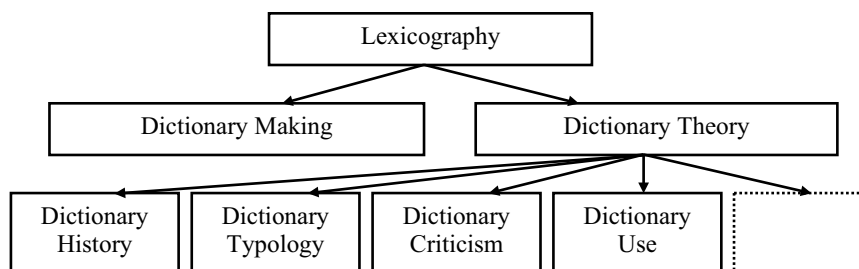 Lexicography
Dictionary Making
Dictionary Theory
Dictionary
History
Dictionary
Typology
Dictionary
Criticism
Dictionary
Use